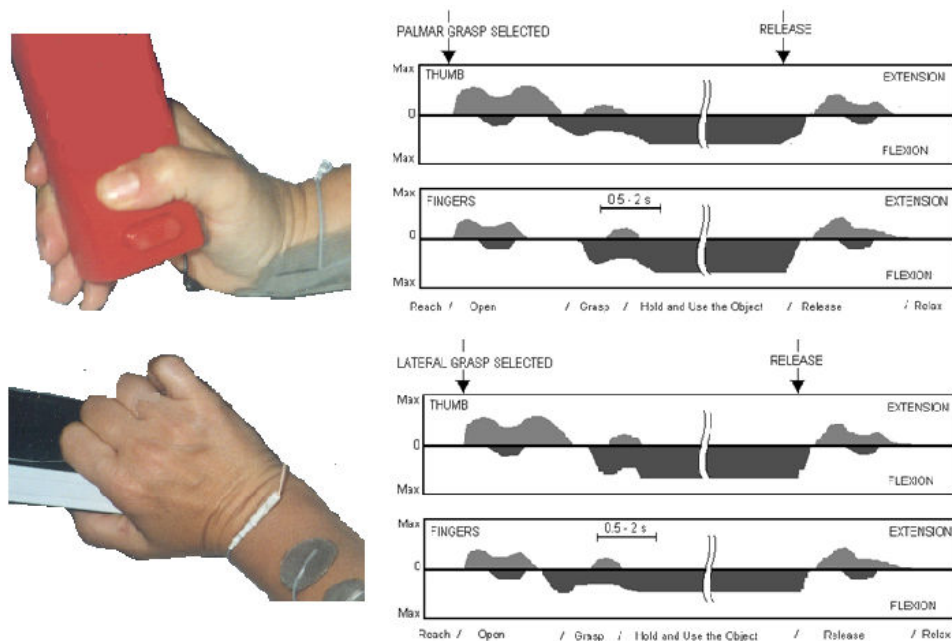 PALMAR GRASP SELECTED RELEASE
Max THUMB EXTENSION
0
Max FLEXION
FINGERS 0.5 - 2 s EXTENSION
Max
0
Max FLEXION
Reach / Open / Grasp / Hold and Use the Object / Release / Relax
LATERAL GRASP SELECTED RELEASE
Max THUMB EXTENSION
0
Max FLEXION
Max FINGERS 0.5 - 2 s EXTENSION
0
Max FLEXION
Reach / Open / Grasp / Hold and Use the Object / Release / Relax